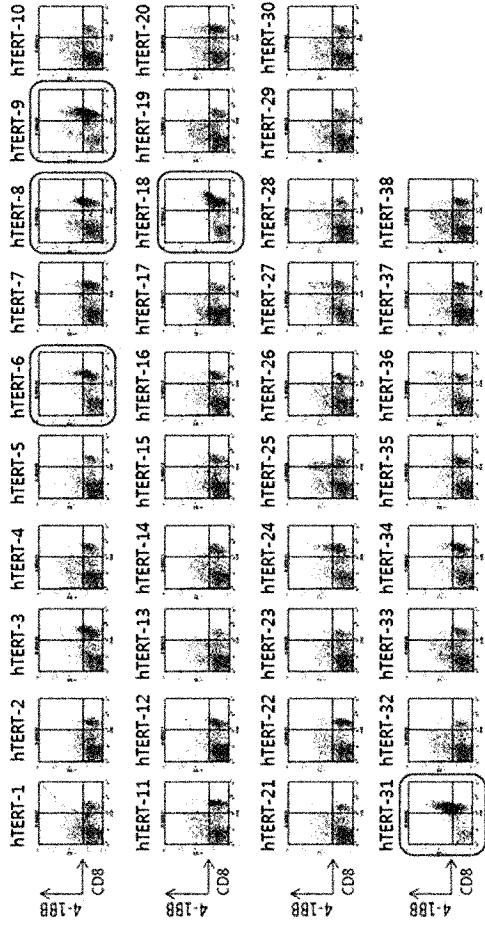 hTERT-1 hTERT-2 hTERT-3 hTERT-4 hTERT-5 hTERT-6 hTERT-7 hTERT-8 hTERT-9 hTERT-10
4-1BB
CD8
hTERT-11 hTERT-12 hTERT-13 hTERT-14 hTERT-15 hTERT-16 hTERT-17 hTERT-18 hTERT-19 hTERT-20
4-1BB
CD8
hTERT-21 hTERT-22 hTERT-23 hTERT-24 hTERT-25 hTERT-26 hTERT-27 hTERT-28 hTERT-29 hTERT-30
4-1BB
CD8
hTERT-31 hTERT-32 hTERT-33 hTERT-34 hTERT-35 hTERT-36 hTERT-37 hTERT-38
4-1BB
CD8